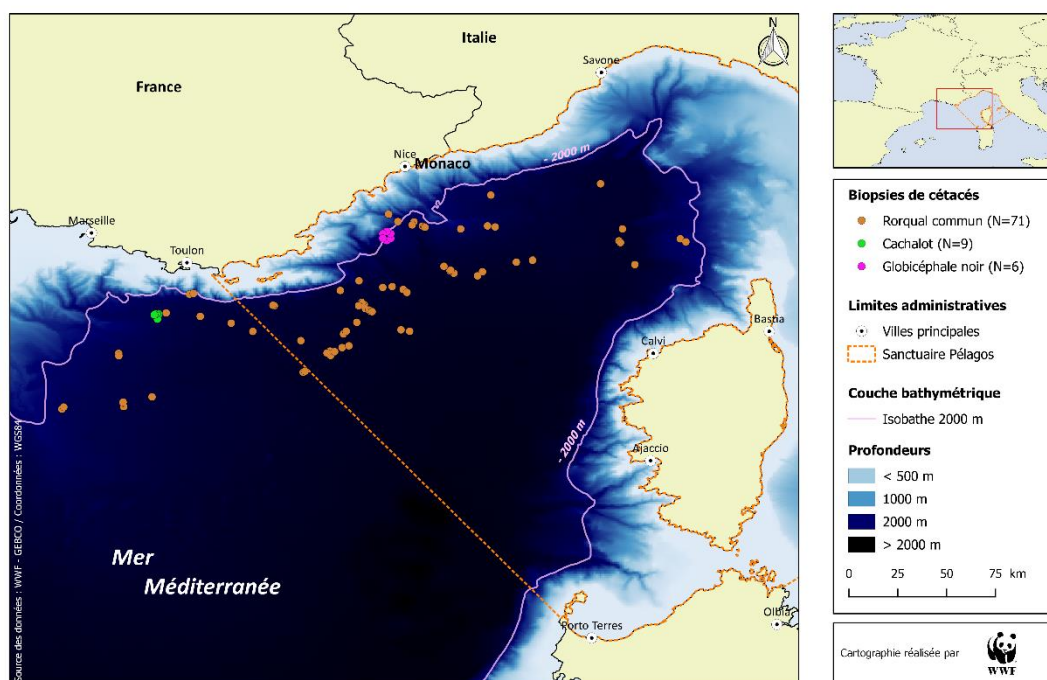 N
Italie
France
Savone
Nice
Monaco
- 2000 m
Marseille
Toulon
Bastia
Calvi
- 2000 m
Ajaccio
Mer
Méditerranée
Porto Terres
Olbia
Source des données : WWF - GEBCO / Coordonnées : WGS84
Biopsies de cétacés
Rorqual commun (N=71)
Cachalot (N=9)
Globicéphale noir (N=6)
Limites administratives
Villes principales
Sanctuaire Pélagos
Couche bathymétrique
Isobathe 2000 m
Profondeurs
< 500 m
1000 m
2000 m
> 2000 m
0 25 50 75 km
Cartographie réalisée par
WWF